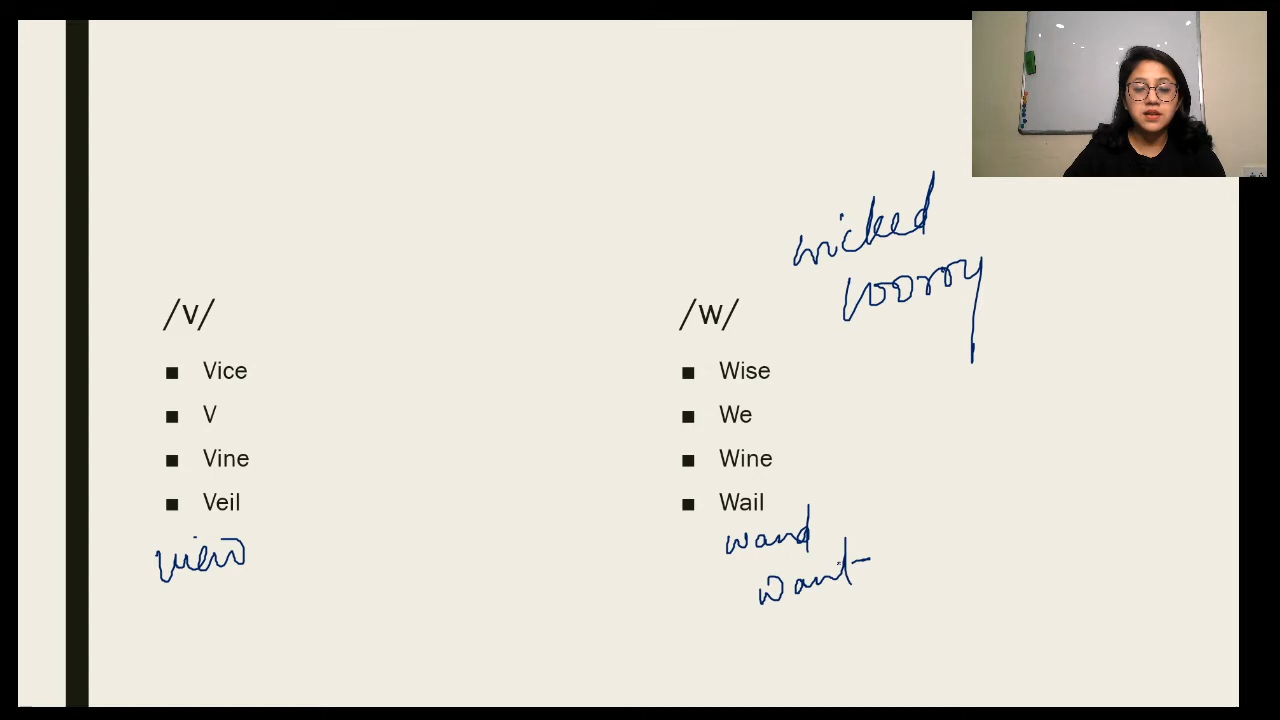 wicked
worry
/v/
Vice
V
Vine
Veil
view
/w/
Wise
We
Wine
Wail
wand
want